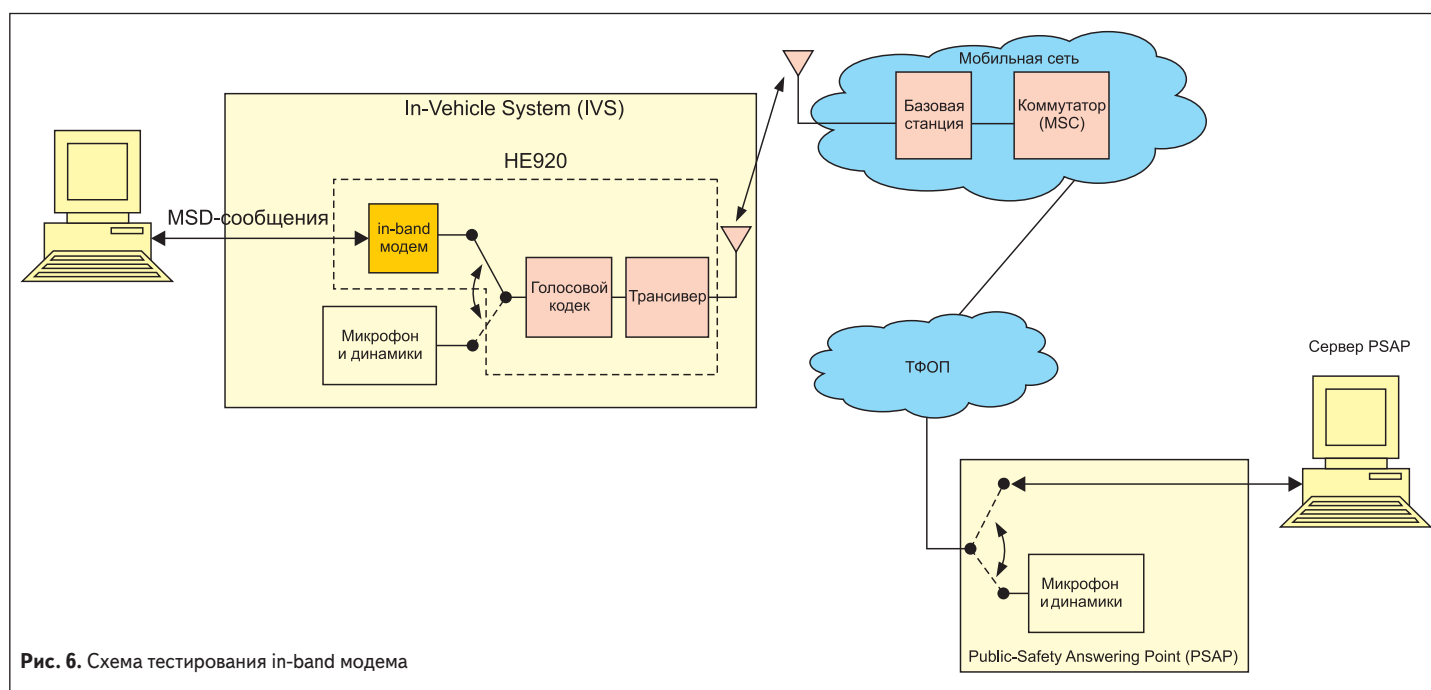 Мобильная сеть
Базовая
станция
Коммутатор
(MSC)
In-Vehicle System (IVS)
HE920
MSD-сообщения
in-band
модем
Голосовой
кодек
Трансивер
Микрофон
и динамики
ТФОП
Сервер PSAP
Микрофон
и динамики
Public-Safety Answering Point (PSAP)
Рис. 6. Схема тестирования in-band модема